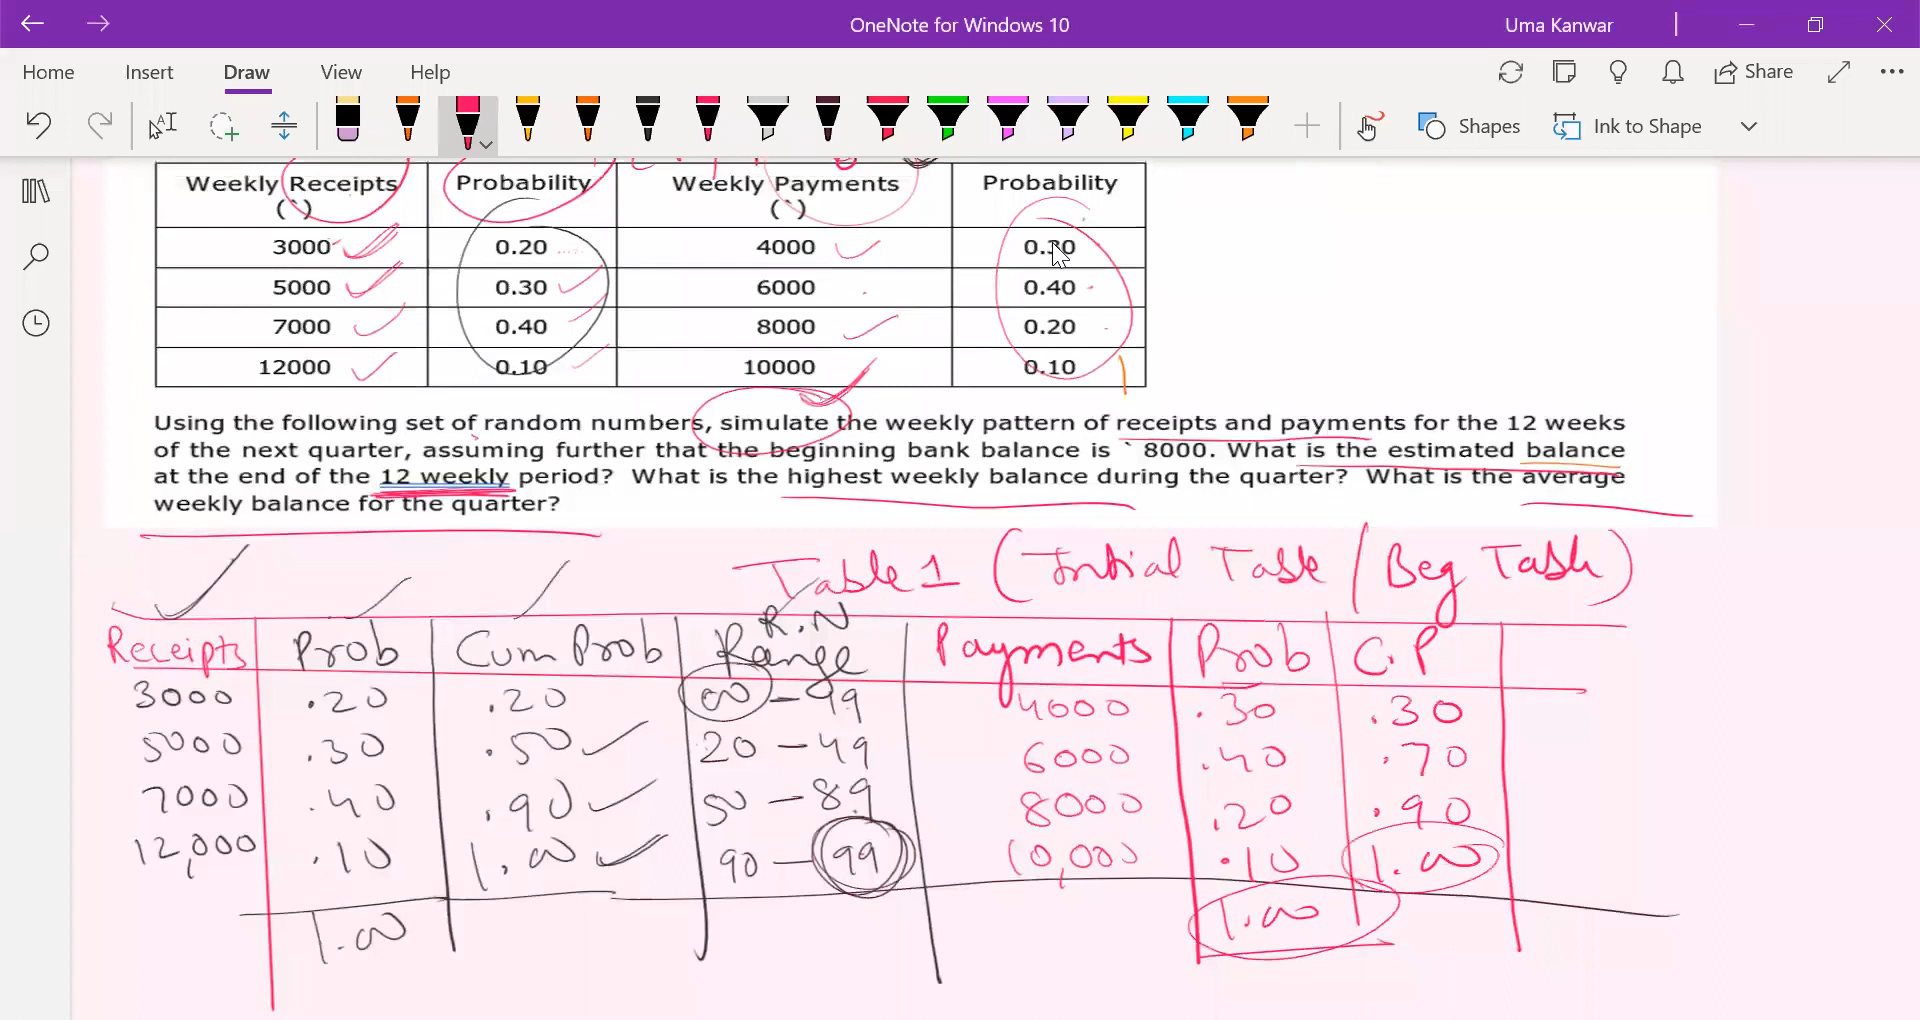 OneNote for Windows 10
Uma Kanwar
Home Insert Draw View Help
Share
Shapes Ink to Shape
Weekly Receipts (`) Probability Weekly Payments (`) Probability
3000 0.20 4000 0.30
5000 0.30 6000 0.40
7000 0.40 8000 0.20
12000 0.10 10000 0.10
Using the following set of random numbers, simulate the weekly pattern of receipts and payments for the 12 weeks
of the next quarter, assuming further that the beginning bank balance is ` 8000. What is the estimated balance
at the end of the 12 weekly period? What is the highest weekly balance during the quarter? What is the average
weekly balance for the quarter?
Table 1 (Initial Table / Beg Table)
Receipts Prob Cum Prob R.N Range Payments Prob C.P
3000 .20 .20 00 - 99 4000 .30 .30
5000 .30 .50 20 - 49 6000 .40 .70
7000 .40 .90 50 - 89 8000 .20 .90
12,000 .10 1.00 90 - 99 10,000 .10 1.00
1.00 1.00